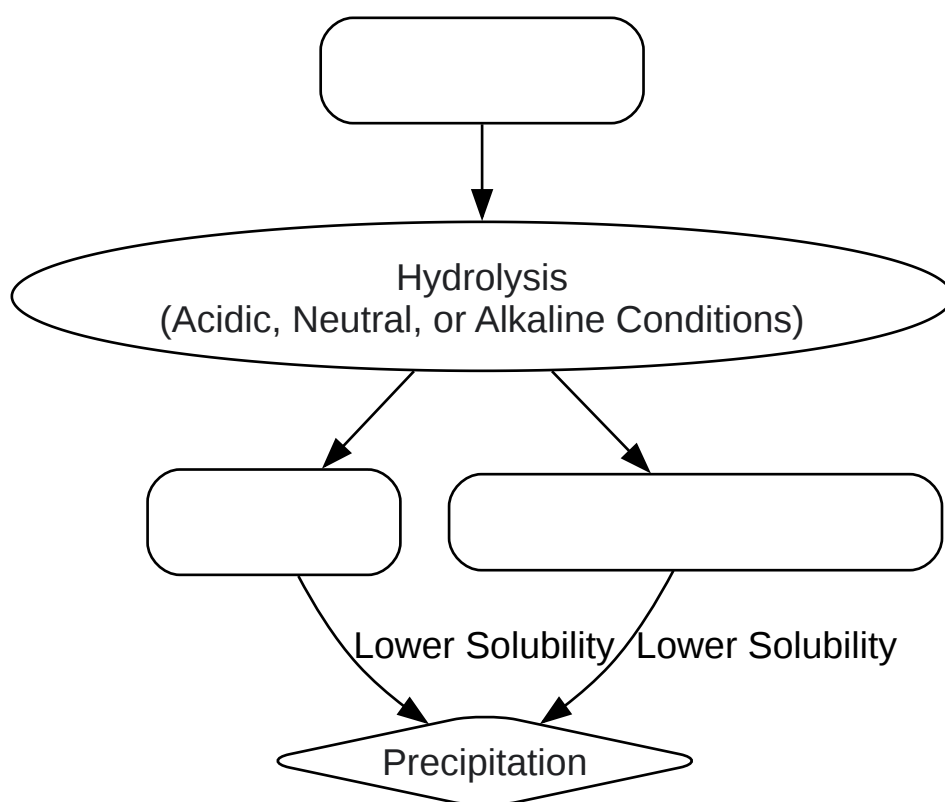 Hydrolysis
(Acidic, Neutral, or Alkaline Conditions)
Lower Solubility
Lower Solubility
Precipitation